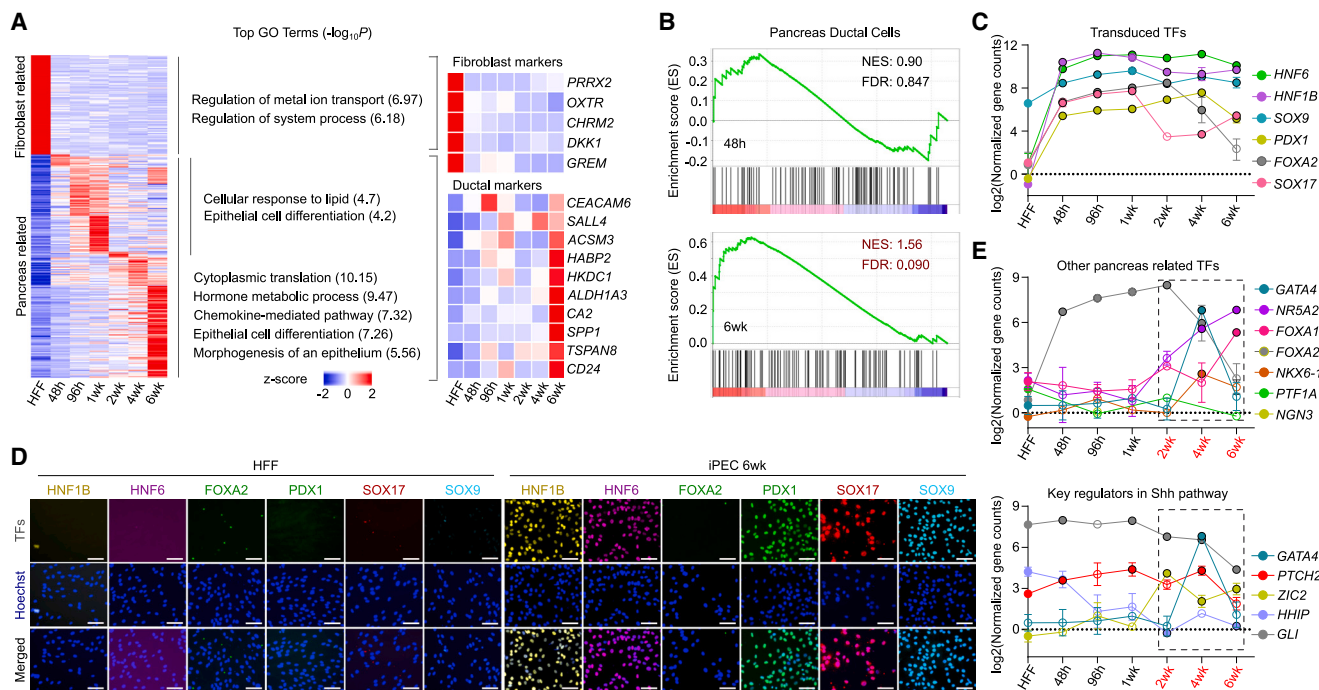 A
Top GO Terms (-log10P)
Fibroblast related
Pancreas related
Regulation of metal ion transport (6.97)
Regulation of system process (6.18)
Cellular response to lipid (4.7)
Epithelial cell differentiation (4.2)
Cytoplasmic translation (10.15)
Hormone metabolic process (9.47)
Chemokine-mediated pathway (7.32)
Epithelial cell differentiation (7.26)
Morphogenesis of an epithelium (5.56)
HFF 48h 96h 1wk 2wk 4wk 6wk
z-score
-2 0 2
Fibroblast markers
PRRX2
OXTR
CHRM2
DKK1
GREM
Ductal markers
CEACAM6
SALL4
ACSM3
HABP2
HKDC1
ALDH1A3
CA2
SPP1
TSPAN8
CD24
HFF 48h 96h 1wk 2wk 4wk 6wk
B
Pancreas Ductal Cells
Enrichment score (ES)
0.3
0.2
0.1
0.0
-0.1
-0.2
NES: 0.90
FDR: 0.847
48h
Enrichment score (ES)
0.6
0.4
0.2
0.0
NES: 1.56
FDR: 0.090
6wk
C
Transduced TFs
log2(Normalized gene counts)
12
8
4
0
HFF 48h 96h 1wk 2wk 4wk 6wk
HNF6
HNF1B
SOX9
PDX1
FOXA2
SOX17
D
HFF
iPEC 6wk
HNF1B HNF6 FOXA2 PDX1 SOX17 SOX9 HNF1B HNF6 FOXA2 PDX1 SOX17 SOX9
TFs
Hoechst
Merged
E
Other pancreas related TFs
log2(Normalized gene counts)
9
6
3
0
HFF 48h 96h 1wk 2wk 4wk 6wk
GATA4
NR5A2
FOXA1
FOXA2
NKX6-1
PTF1A
NGN3
Key regulators in Shh pathway
log2(Normalized gene counts)
9
6
3
0
HFF 48h 96h 1wk 2wk 4wk 6wk
GATA4
PTCH2
ZIC2
HHIP
GLI